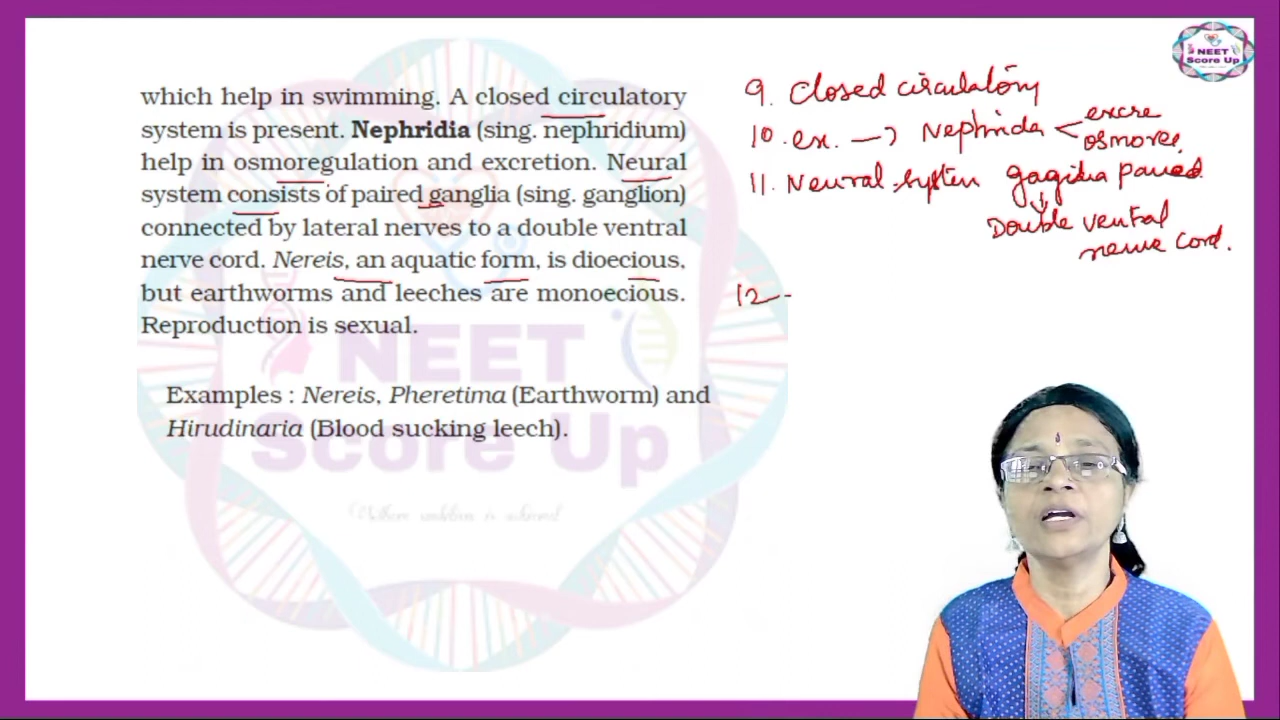 which help in swimming. A closed circulatory
system is present. Nephridia (sing. nephridium)
help in osmoregulation and excretion. Neural
system consists of paired ganglia (sing. ganglion)
connected by lateral nerves to a double ventral
nerve cord. Nereis, an aquatic form, is dioecious,
but earthworms and leeches are monoecious.
Reproduction is sexual.
Examples : Nereis, Pheretima (Earthworm) and
Hirudinaria (Blood sucking leech).
9. Closed circulatory
10. ex. → Nephrida < excre
osmore.
11. Neural system gagilia paired
Double ventral
nerve cord.
12 -
NEET
Score Up
NEET
Score Up